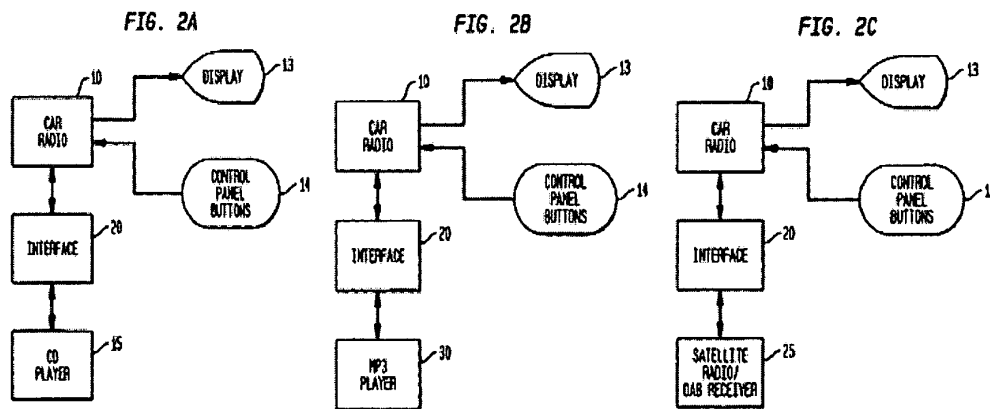 FIG. 2A
13
DISPLAY
10
CAR
RADIO
CONTROL
PANEL
BUTTONS
14
20
INTERFACE
15
CD
PLAYER
FIG. 2B
13
DISPLAY
10
CAR
RADIO
CONTROL
PANEL
BUTTONS
14
20
INTERFACE
30
MP3
PLAYER
FIG. 2C
13
DISPLAY
10
CAR
RADIO
CONTROL
PANEL
BUTTONS
20
INTERFACE
25
SATELLITE
RADIO/
DAB RECEIVER